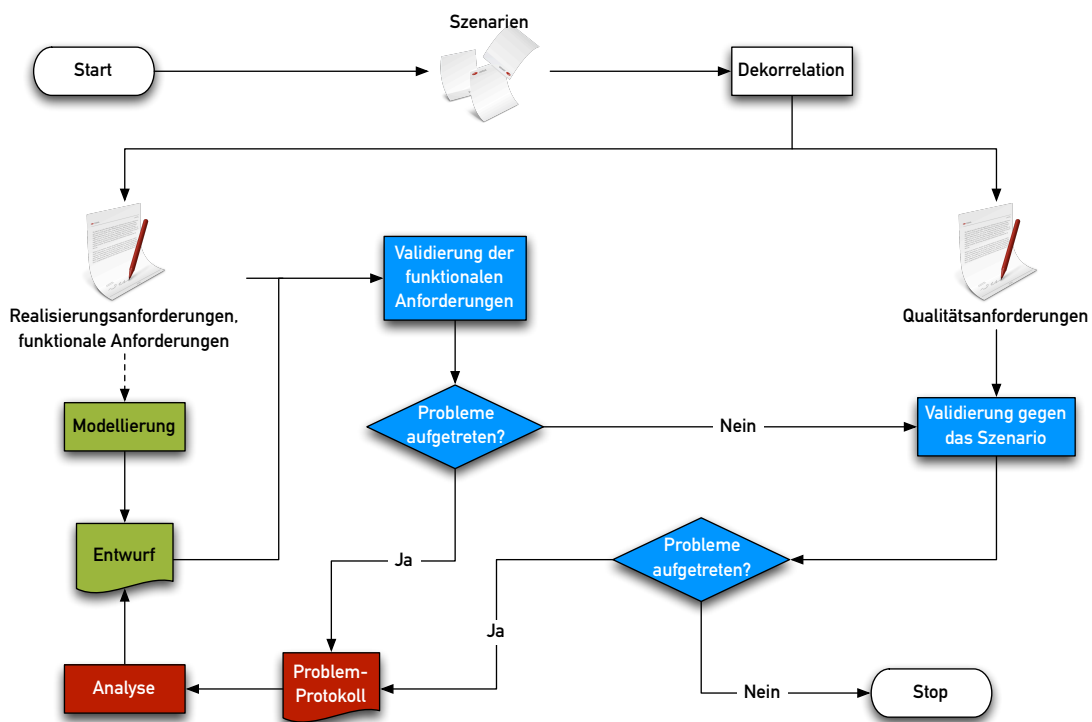 Szenarien
Start
Dekorrelation
Validierung der
funktionalen
Anforderungen
Realisierungsanforderungen,
funktionale Anforderungen
Qualitätsanforderungen
Modellierung
Probleme
aufgetreten?
Nein
Validierung gegen
das Szenario
Entwurf
Ja
Probleme
aufgetreten?
Ja
Analyse
Problem-
Protokoll
Nein
Stop